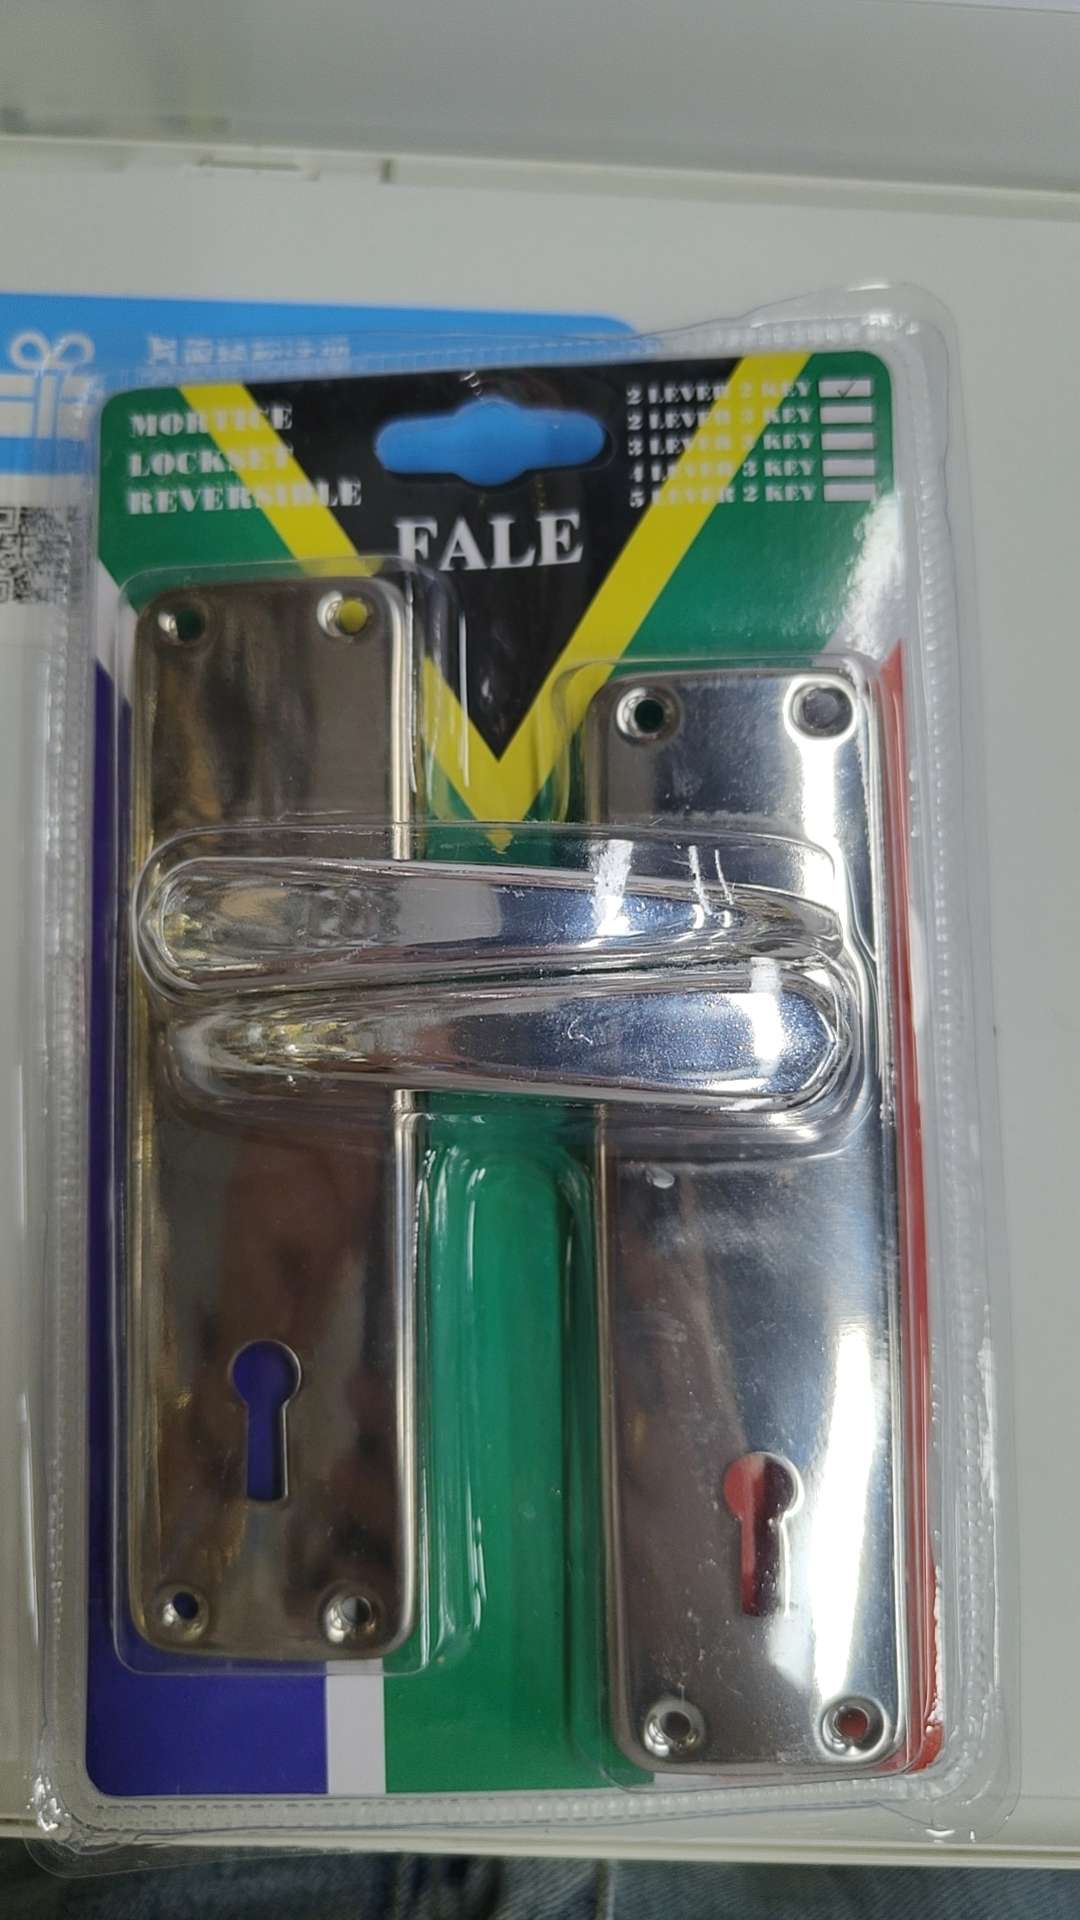 MORTICE
LOCKSET
REVERSIBLE
2 LEVER 2 KEY
2 LEVER 3 KEY
3 LEVER 3 KEY
4 LEVER 3 KEY
5 LEVER 2 KEY
FALE